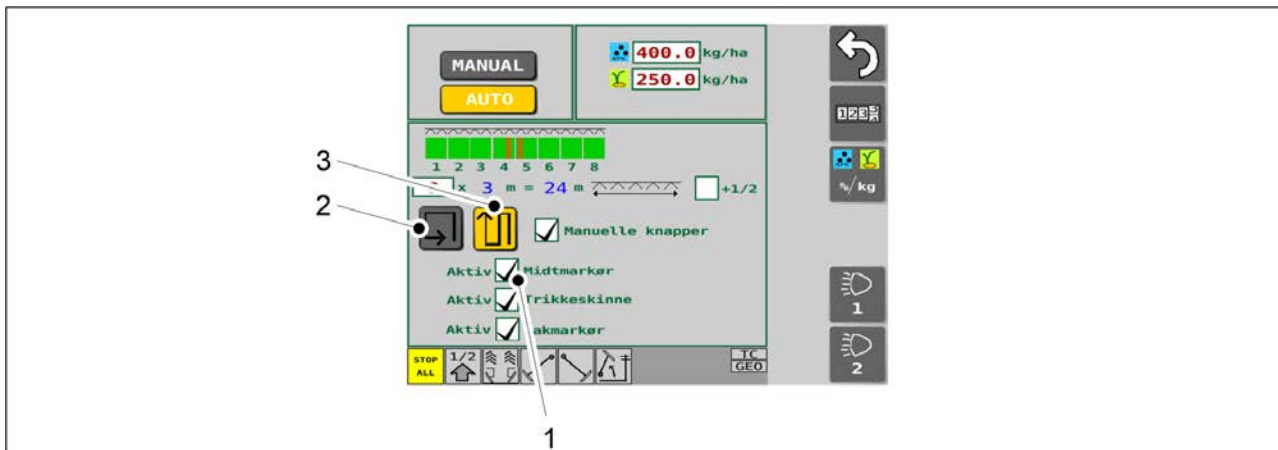 MANUAL
AUTO
400.0 kg/ha
250.0 kg/ha
1 2 3 4 5 6 7 8
x 3 m = 24 m
+1/2
Manuelle knapper
Aktiv Midtmarkør
Aktiv Trikkeskinne
Aktiv akmarkør
STOP ALL
1/2
TC
GEO
‰/kg
1
2
3
2
1